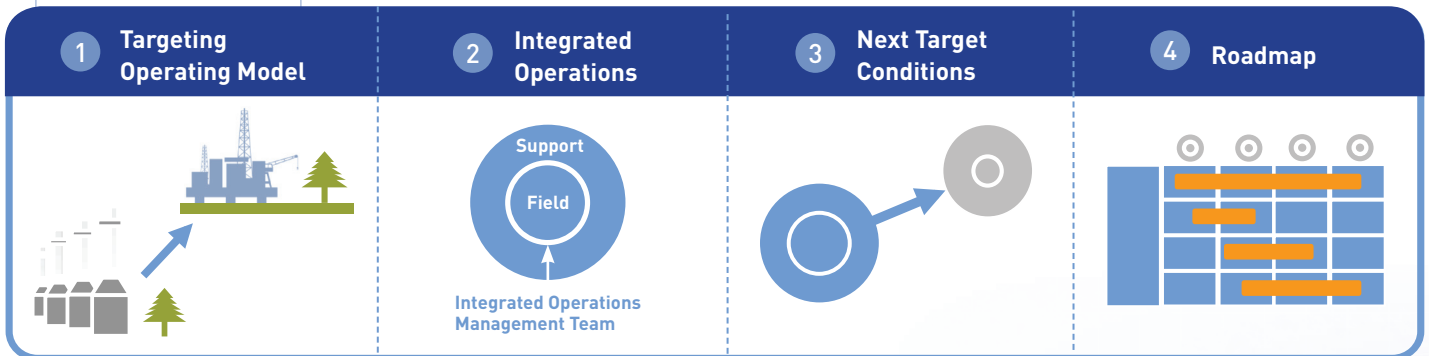 1
Targeting
Operating Model
2
Integrated
Operations
3
Next Target
Conditions
4
Roadmap
Support
Field
Integrated Operations
Management Team